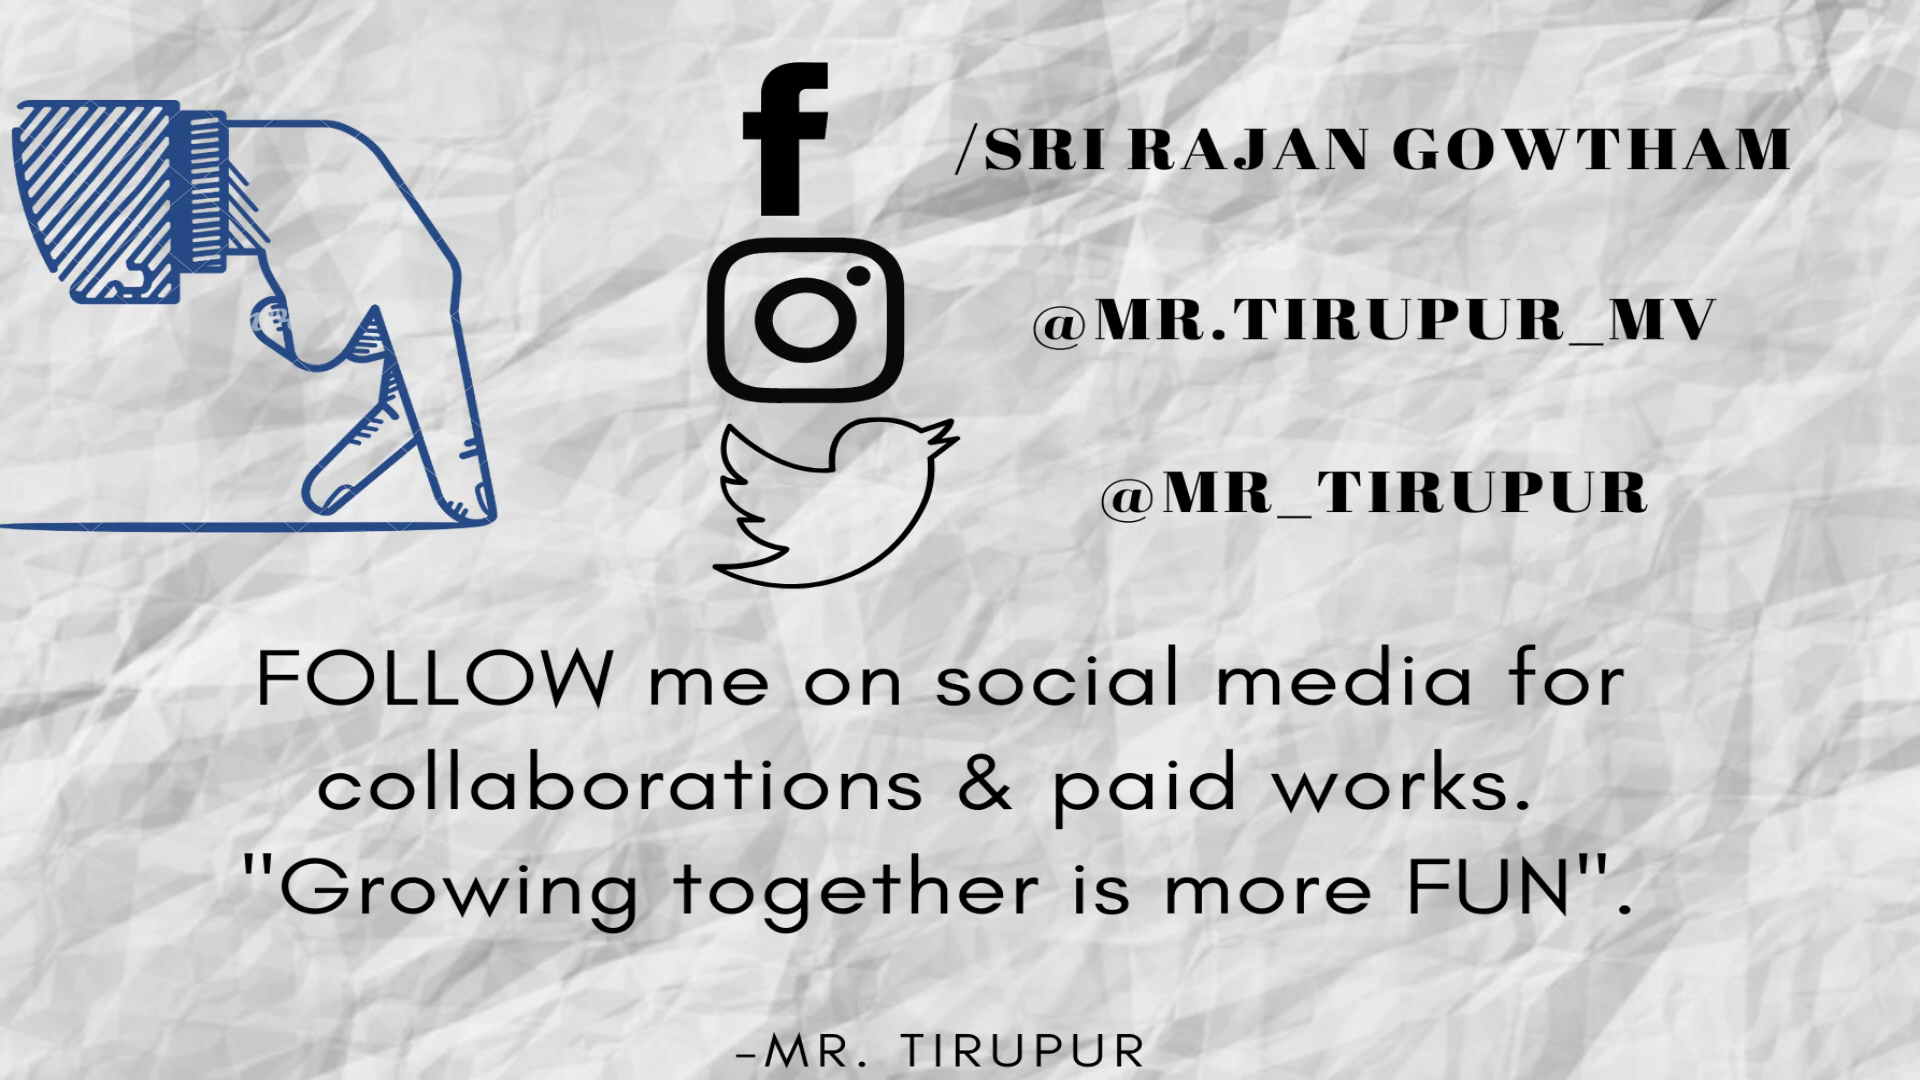 /SRI RAJAN GOWTHAM
@MR.TIRUPUR_MV
@MR_TIRUPUR
FOLLOW me on social media for
collaborations & paid works.
"Growing together is more FUN".
-MR. TIRUPUR